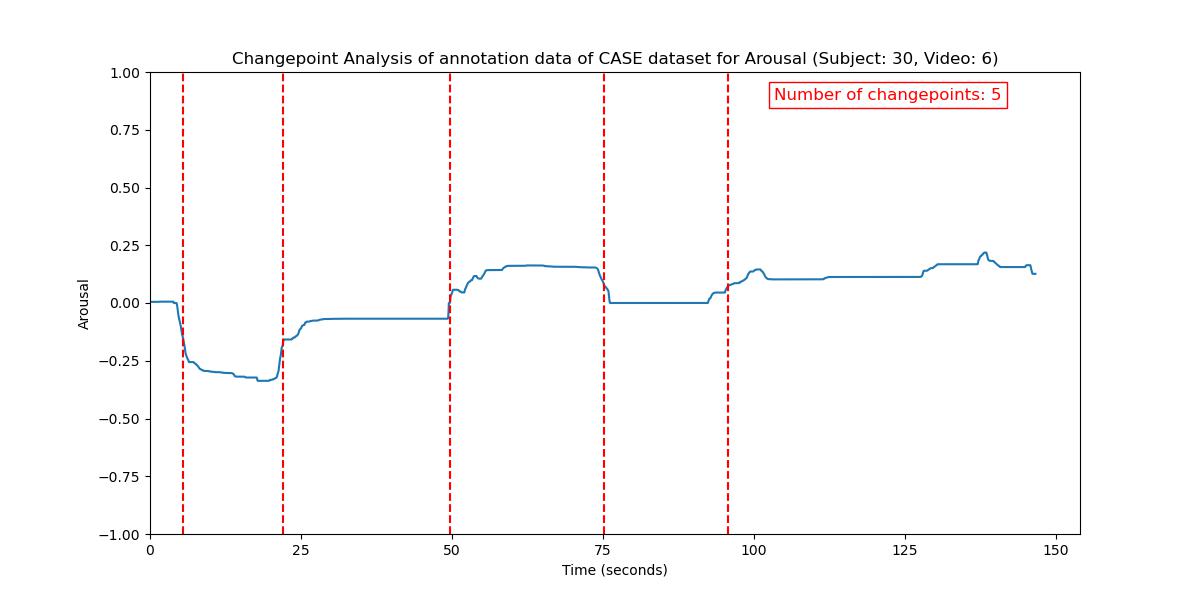 Changepoint Analysis of annotation data of CASE dataset for Arousal (Subject: 30, Video: 6)
Number of changepoints: 5
1.00
0.75
0.50
0.25
0.00
−0.25
−0.50
−0.75
−1.00
Arousal
0 25 50 75 100 125 150
Time (seconds)